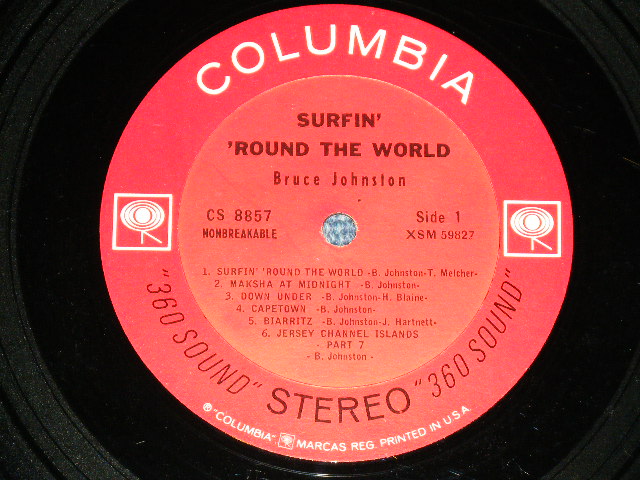 COLUMBIA
SURFIN'
'ROUND THE WORLD
Bruce Johnston
CS 8857
NONBREAKABLE
Side 1
XSM 59827
1. SURFIN' 'ROUND THE WORLD -B. Johnston-T. Melcher-
2. MAKSHA AT MIDNIGHT -B. Johnston-
3. DOWN UNDER -B. Johnston-H. Blaine-
4. CAPETOWN -B. Johnston-
5. BIARRITZ -B. Johnston-J. Hartnett-
6. JERSEY CHANNEL ISLANDS
- PART 7
- B. Johnston -
"360 SOUND" STEREO "360 SOUND"
® "COLUMBIA" MARCAS REG. PRINTED IN U.S.A.